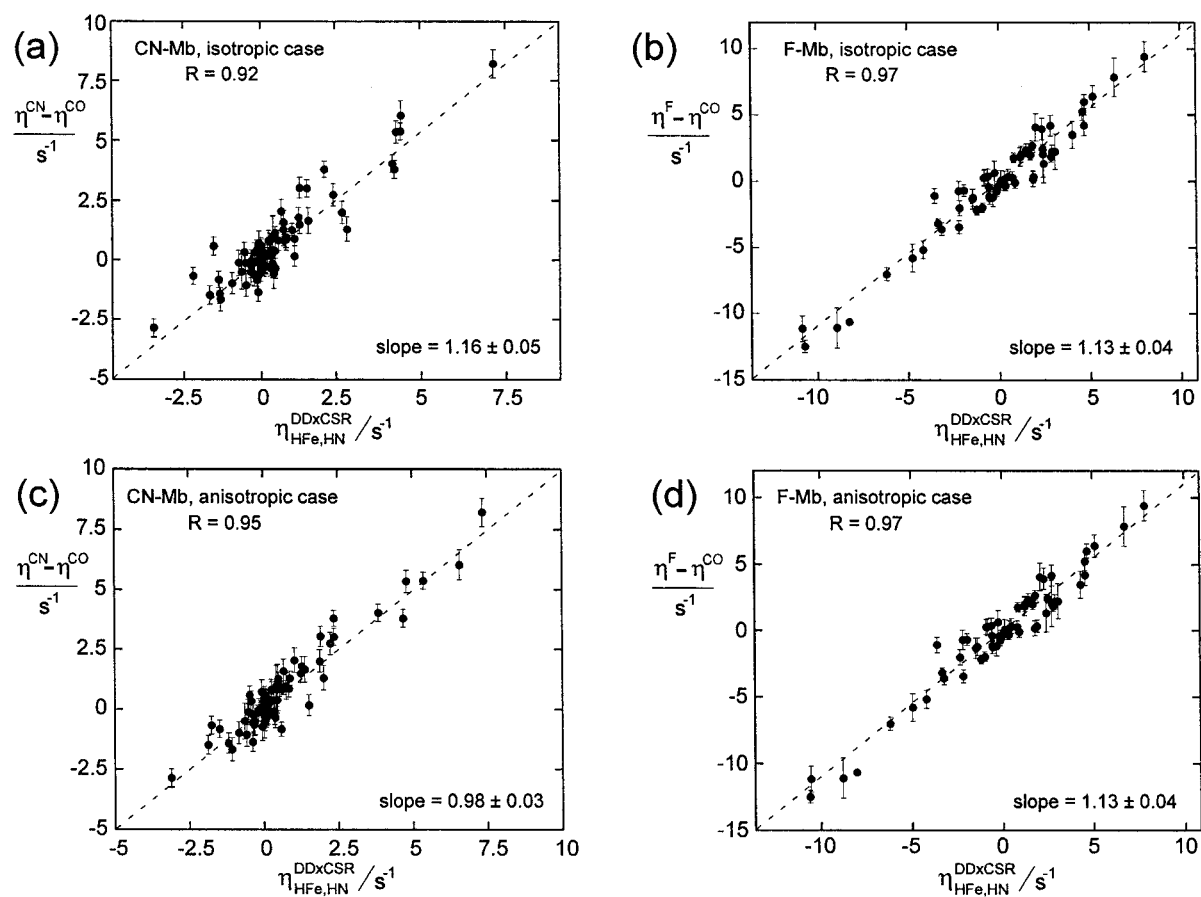 (a)
CN-Mb, isotropic case
R = 0.92
η^CN–η^CO
s^-1
10
7.5
5
2.5
0
-2.5
-5
slope = 1.16 ± 0.05
-2.5 0 2.5 5 7.5
η^DDxCSR_HFe,HN /s^-1
(b)
F-Mb, isotropic case
R = 0.97
η^F–η^CO
s^-1
10
5
0
-5
-10
-15
slope = 1.13 ± 0.04
-10 -5 0 5 10
η^DDxCSR_HFe,HN /s^-1
(c)
CN-Mb, anisotropic case
R = 0.95
η^CN–η^CO
s^-1
10
7.5
5
2.5
0
-2.5
-5
slope = 0.98 ± 0.03
-5 -2.5 0 2.5 5 7.5 10
η^DDxCSR_HFe,HN /s^-1
(d)
F-Mb, anisotropic case
R = 0.97
η^F–η^CO
s^-1
10
5
0
-5
-10
-15
slope = 1.13 ± 0.04
-10 -5 0 5 10
η^DDxCSR_HFe,HN /s^-1